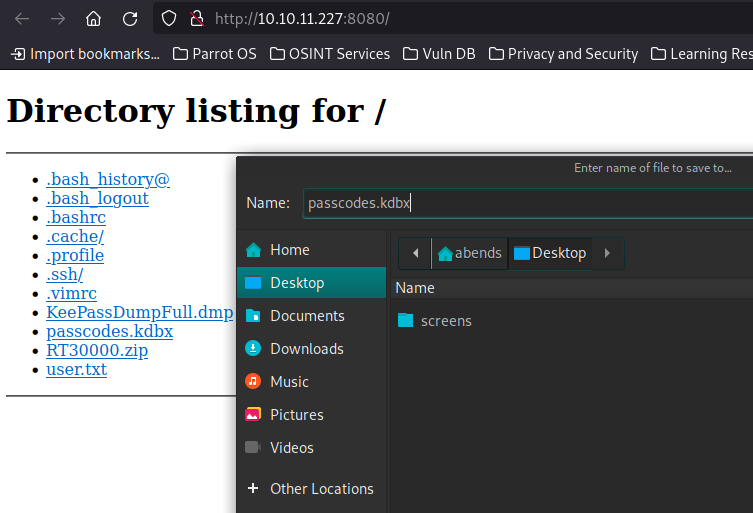 http://10.10.11.227:8080/
Import bookmarks... Parrot OS OSINT Services Vuln DB Privacy and Security Learning Res
Directory listing for /
.bash_history@
.bash_logout
.bashrc
.cache/
.profile
.ssh/
.vimrc
KeePassDumpFull.dmp
passcodes.kdbx
RT30000.zip
user.txt
Enter name of file to save to...
Name: passcodes.kdbx
Home
Desktop
Documents
Downloads
Music
Pictures
Videos
Other Locations
abends Desktop
Name
screens